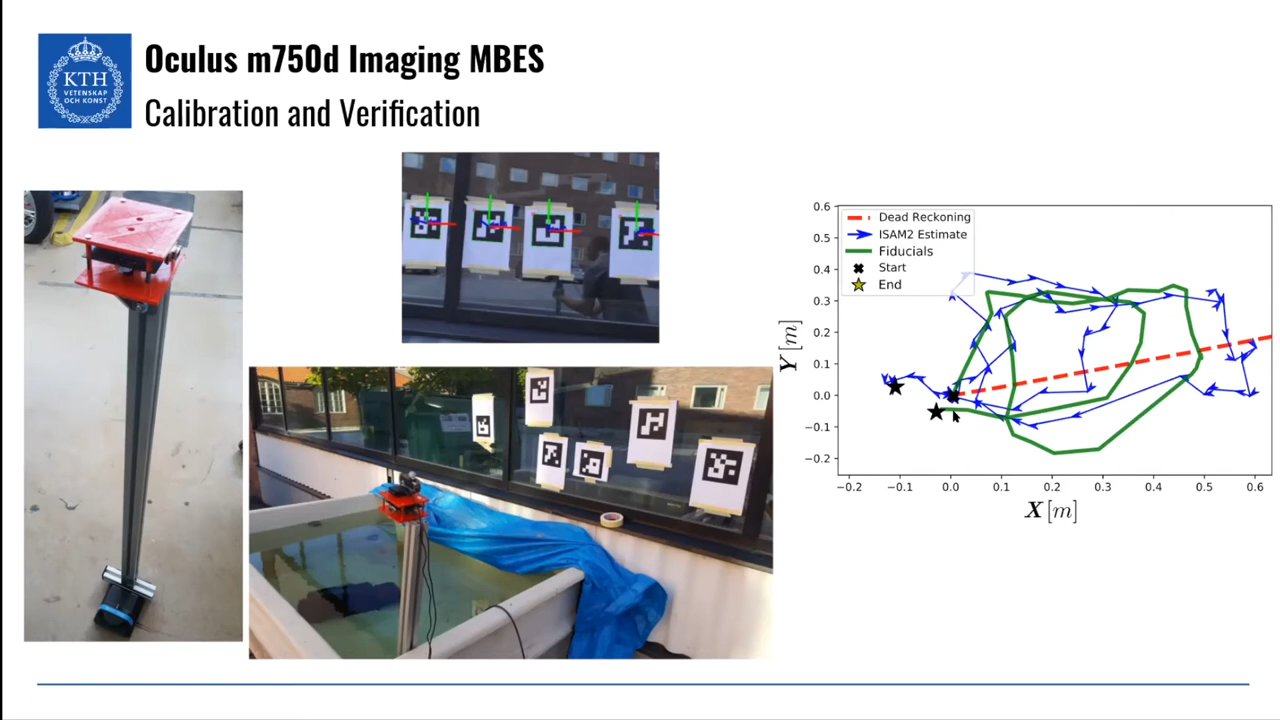 KTH
VETENSKAP
OCH KONST
Oculus m750d Imaging MBES
Calibration and Verification
Dead Reckoning
ISAM2 Estimate
Fiducials
Start
End
0.6
0.5
0.4
0.3
0.2
0.1
0.0
−0.1
−0.2
Y [m]
−0.2 −0.1 0.0 0.1 0.2 0.3 0.4 0.5 0.6
X [m]